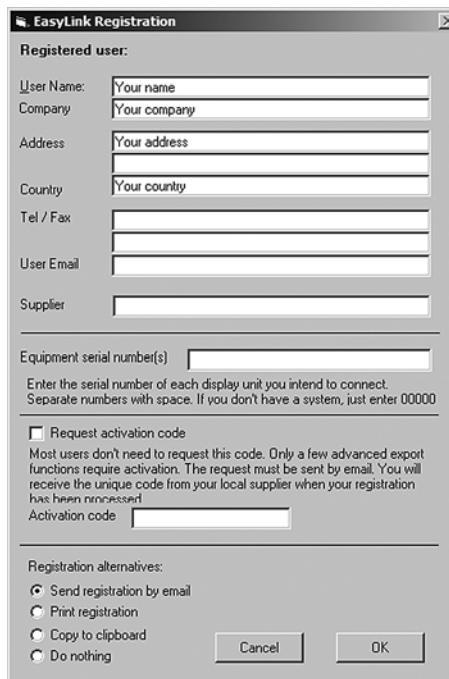 EasyLink Registration
Registered user:
User Name: Your name
Company Your company
Address Your address
Country Your country
Tel / Fax
User Email
Supplier
Equipment serial number(s)
Enter the serial number of each display unit you intend to connect.
Separate numbers with space. If you don't have a system, just enter 00000
Request activation code
Most users don't need to request this code. Only a few advanced export
functions require activation. The request must be sent by email. You will
receive the unique code from your local supplier when your registration
has been processed
Activation code
Registration alternatives:
Send registration by email
Print registration
Copy to clipboard
Do nothing
Cancel OK